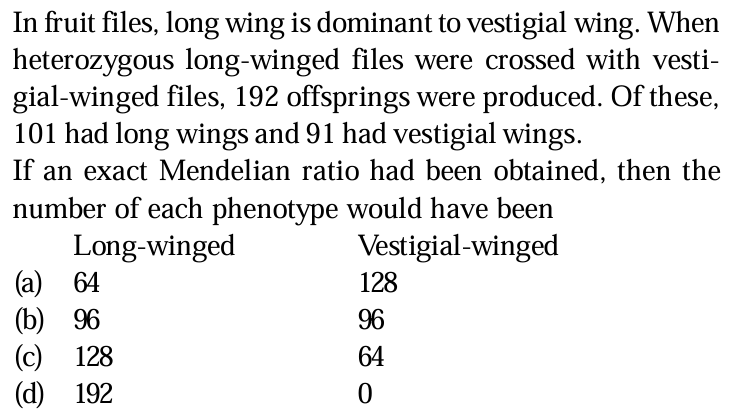 In fruit files, long wing is dominant to vestigial wing. When
heterozygous long-winged files were crossed with vesti-
gial-winged files, 192 offsprings were produced. Of these,
101 had long wings and 91 had vestigial wings.
If an exact Mendelian ratio had been obtained, then the
number of each phenotype would have been
Long-winged Vestigial-winged
(a) 64 128
(b) 96 96
(c) 128 64
(d) 192 0